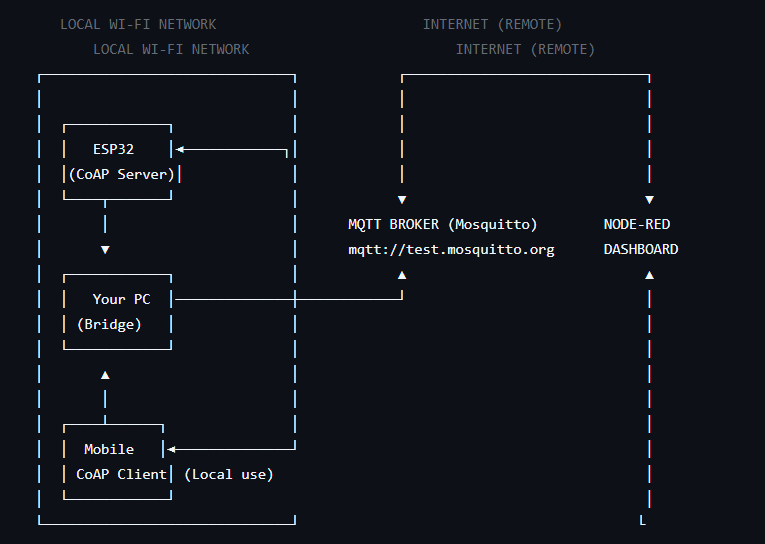 LOCAL WI-FI NETWORK INTERNET (REMOTE)
LOCAL WI-FI NETWORK INTERNET (REMOTE)
ESP32
(CoAP Server)
MQTT BROKER (Mosquitto) NODE-RED
mqtt://test.mosquitto.org DASHBOARD
Your PC
(Bridge)
Mobile
CoAP Client (Local use)